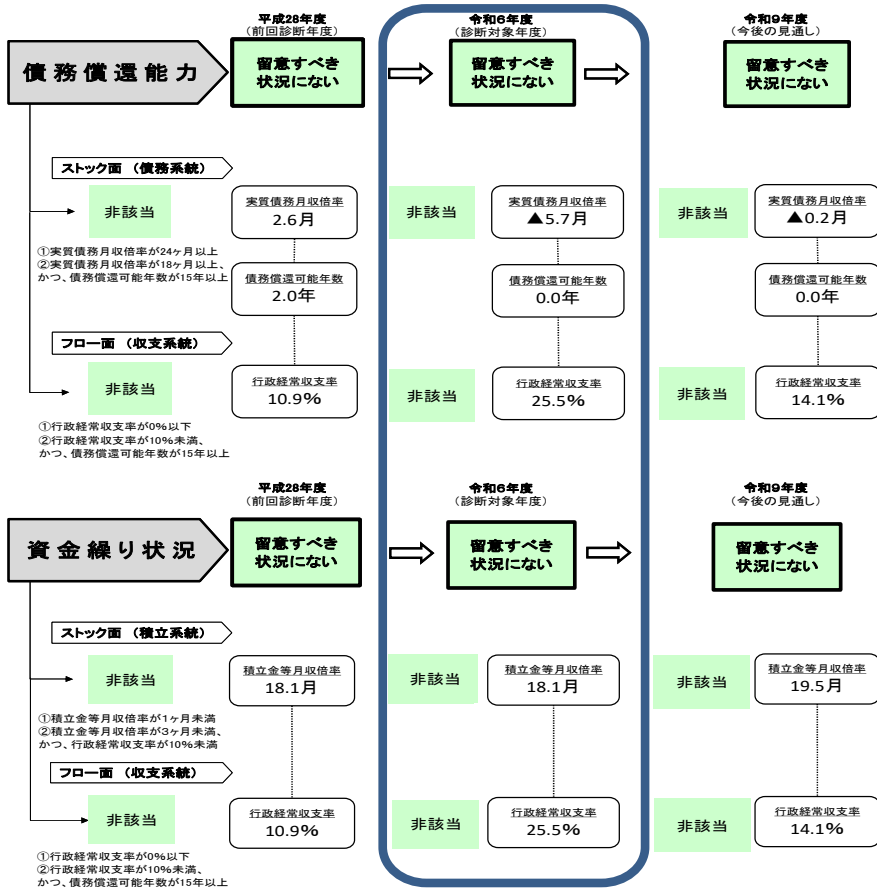 平成28年度
(前回診断年度)
令和6年度
(診断対象年度)
令和9年度
(今後の見通し)
債務償還能力
留意すべき
状況にない
留意すべき
状況にない
留意すべき
状況にない
ストック面 (債務系統)
非該当
実質債務月収倍率
2.6月
非該当
実質債務月収倍率
▲5.7月
非該当
実質債務月収倍率
▲0.2月
①実質債務月収倍率が24ヶ月以上
②実質債務月収倍率が18ヶ月以上、
かつ、債務償還可能年数が15年以上
債務償還可能年数
2.0年
債務償還可能年数
0.0年
債務償還可能年数
0.0年
フロー面 (収支系統)
非該当
行政経常収支率
10.9%
非該当
行政経常収支率
25.5%
非該当
行政経常収支率
14.1%
①行政経常収支率が0%以下
②行政経常収支率が10%未満、
かつ、債務償還可能年数が15年以上
平成28年度
(前回診断年度)
令和6年度
(診断対象年度)
令和9年度
(今後の見通し)
資金繰り状況
留意すべき
状況にない
留意すべき
状況にない
留意すべき
状況にない
ストック面 (積立系統)
非該当
積立金等月収倍率
18.1月
非該当
積立金等月収倍率
18.1月
非該当
積立金等月収倍率
19.5月
①積立金等月収倍率が1ヶ月未満
②積立金等月収倍率が3ヶ月未満、
かつ、行政経常収支率が10%未満
フロー面 (収支系統)
非該当
行政経常収支率
10.9%
非該当
行政経常収支率
25.5%
非該当
行政経常収支率
14.1%
①行政経常収支率が0%以下
②行政経常収支率が10%未満、
かつ、債務償還可能年数が15年以上